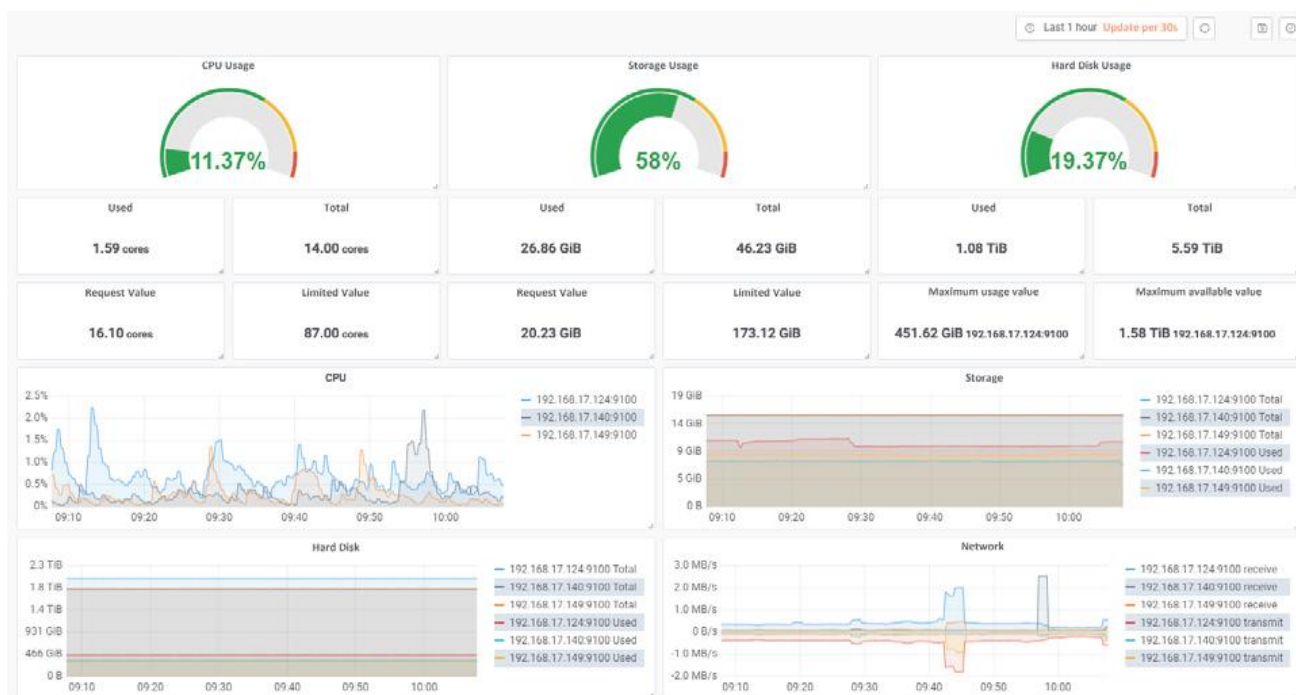 Last 1 hour Update per 30s
CPU Usage
Storage Usage
Hard Disk Usage
11.37%
58%
19.37%
Used
Total
Used
Total
Used
Total
1.59 cores
14.00 cores
26.86 GiB
46.23 GiB
1.08 TiB
5.59 TiB
Request Value
Limited Value
Request Value
Limited Value
Maximum usage value
Maximum available value
16.10 cores
87.00 cores
20.23 GiB
173.12 GiB
451.62 GiB 192.168.17.124:9100
1.58 TiB 192.168.17.124:9100
CPU
2.5%
2.0%
1.5%
1.0%
0.5%
0%
09:10 09:20 09:30 09:40 09:50 10:00
192.168.17.124:9100
192.168.17.140:9100
192.168.17.149:9100
Storage
19 GiB
14 GiB
9 GiB
5 GiB
0 B
09:10 09:20 09:30 09:40 09:50 10:00
192.168.17.124:9100 Total
192.168.17.140:9100 Total
192.168.17.149:9100 Total
192.168.17.124:9100 Used
192.168.17.140:9100 Used
192.168.17.149:9100 Used
Hard Disk
2.3 TiB
1.8 TiB
1.4 TiB
931 GiB
466 GiB
0 B
09:10 09:20 09:30 09:40 09:50 10:00
192.168.17.124:9100 Total
192.168.17.140:9100 Total
192.168.17.149:9100 Total
192.168.17.124:9100 Used
192.168.17.140:9100 Used
192.168.17.149:9100 Used
Network
3.0 MB/s
2.0 MB/s
1.0 MB/s
0 B/s
-1.0 MB/s
-2.0 MB/s
09:10 09:20 09:30 09:40 09:50 10:00
192.168.17.124:9100 receive
192.168.17.140:9100 receive
192.168.17.149:9100 receive
192.168.17.124:9100 transmit
192.168.17.140:9100 transmit
192.168.17.149:9100 transmit